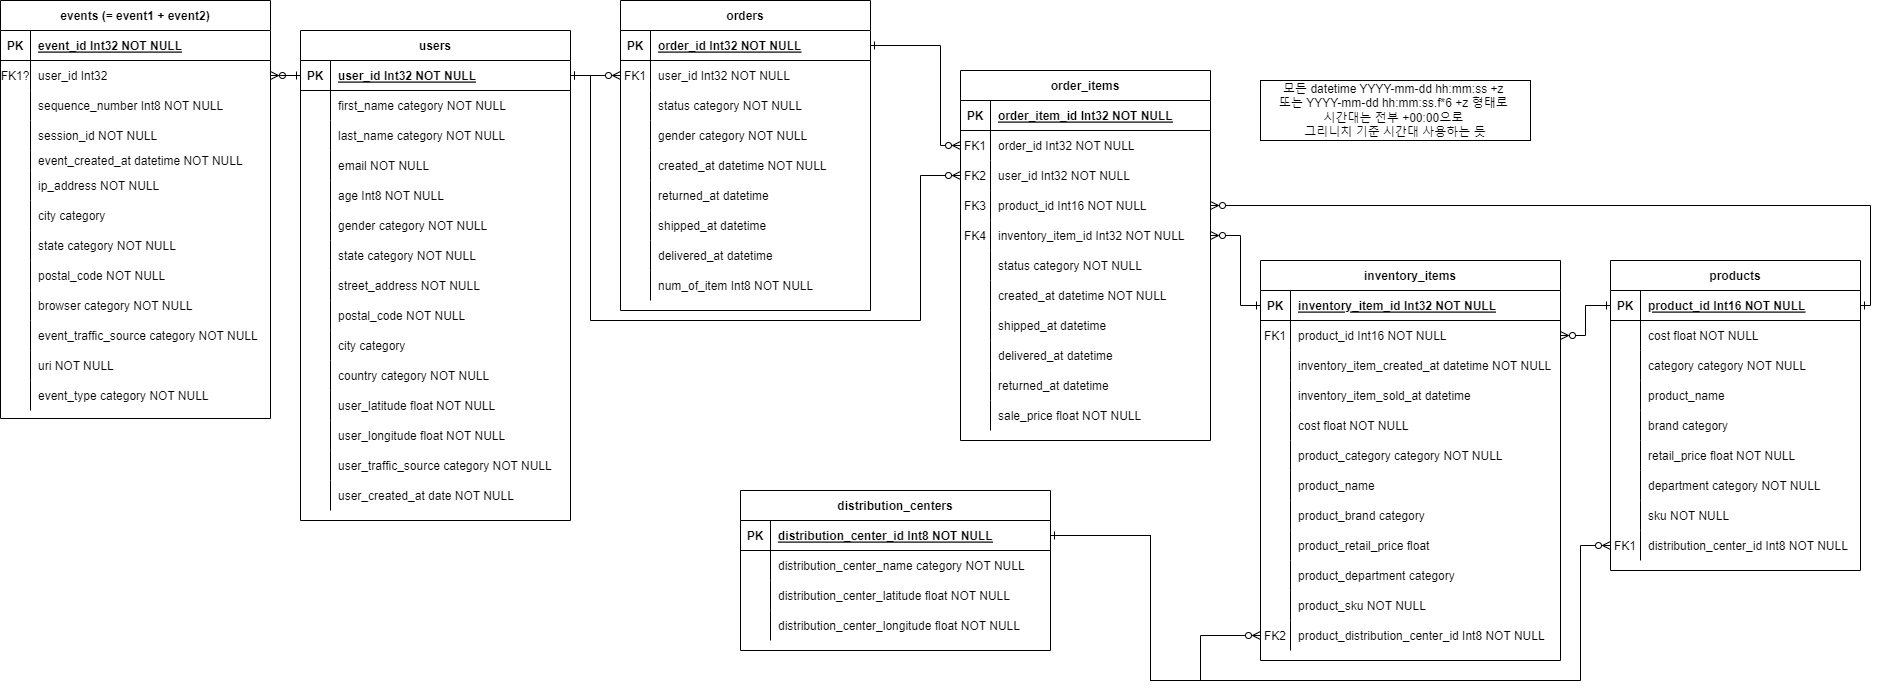 events (= event1 + event2)
PK event_id Int32 NOT NULL
FK1? user_id Int32
sequence_number Int8 NOT NULL
session_id NOT NULL
event_created_at datetime NOT NULL
ip_address NOT NULL
city category
state category NOT NULL
postal_code NOT NULL
browser category NOT NULL
event_traffic_source category NOT NULL
uri NOT NULL
event_type category NOT NULL
users
PK user_id Int32 NOT NULL
first_name category NOT NULL
last_name category NOT NULL
email NOT NULL
age Int8 NOT NULL
gender category NOT NULL
state category NOT NULL
street_address NOT NULL
postal_code NOT NULL
city category
country category NOT NULL
user_latitude float NOT NULL
user_longitude float NOT NULL
user_traffic_source category NOT NULL
user_created_at date NOT NULL
orders
PK order_id Int32 NOT NULL
FK1 user_id Int32 NOT NULL
status category NOT NULL
gender category NOT NULL
created_at datetime NOT NULL
returned_at datetime
shipped_at datetime
delivered_at datetime
num_of_item Int8 NOT NULL
order_items
PK order_item_id Int32 NOT NULL
FK1 order_id Int32 NOT NULL
FK2 user_id Int32 NOT NULL
FK3 product_id Int16 NOT NULL
FK4 inventory_item_id Int32 NOT NULL
status category NOT NULL
created_at datetime NOT NULL
shipped_at datetime
delivered_at datetime
returned_at datetime
sale_price float NOT NULL
모든 datetime YYYY-mm-dd hh:mm:ss +z
또는 YYYY-mm-dd hh:mm:ss.f*6 +z 형태로
시간대는 전부 +00:00으로
그리니치 기준 시간대 사용하는 듯
inventory_items
PK inventory_item_id Int32 NOT NULL
FK1 product_id Int16 NOT NULL
inventory_item_created_at datetime NOT NULL
inventory_item_sold_at datetime
cost float NOT NULL
product_category category NOT NULL
product_name
product_brand category
product_retail_price float
product_department category
product_sku NOT NULL
FK2 product_distribution_center_id Int8 NOT NULL
products
PK product_id Int16 NOT NULL
cost float NOT NULL
category category NOT NULL
product_name
brand category
retail_price float NOT NULL
department category NOT NULL
sku NOT NULL
FK1 distribution_center_id Int8 NOT NULL
distribution_centers
PK distribution_center_id Int8 NOT NULL
distribution_center_name category NOT NULL
distribution_center_latitude float NOT NULL
distribution_center_longitude float NOT NULL